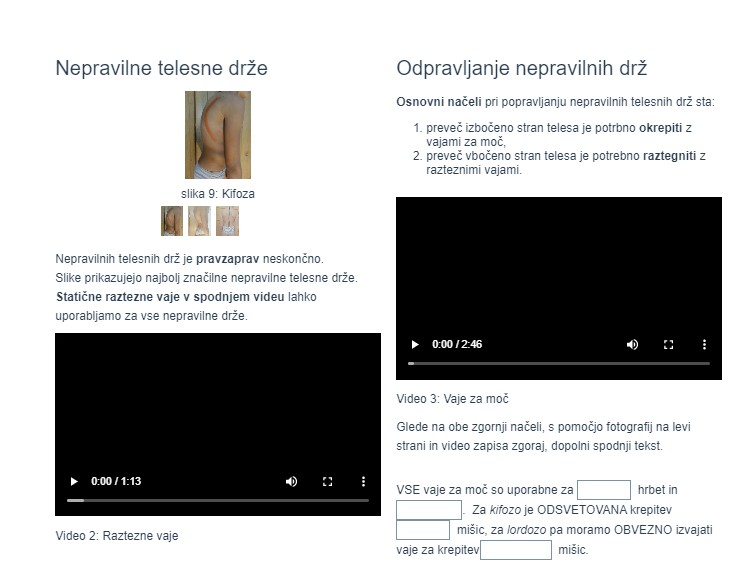 Nepravilne telesne drže
slika 9: Kifoza
Nepravilnih telesnih drž je pravzaprav neskončno.
Slike prikazujejo najbolj značilne nepravilne telesne drže.
Statične raztezne vaje v spodnjem videu lahko
uporabljamo za vse nepravilne drže.
0:00 / 1:13
Video 2: Raztezne vaje
Odpravljanje nepravilnih drž
Osnovni načeli pri popravljanju nepravilnih telesnih drž sta:
1. preveč izbočeno stran telesa je potrbno okrepiti z
vajami za moč,
2. preveč vbočeno stran telesa je potrebno raztegniti z
razteznimi vajami.
0:00 / 2:46
Video 3: Vaje za moč
Glede na obe zgornji načeli, s pomočjo fotografij na levi
strani in video zapisa zgoraj, dopolni spodnji tekst.
VSE vaje za moč so uporabne za hrbet in
. Za kifozo je ODSVETOVANA krepitev
mišic, za lordozo pa moramo OBVEZNO izvajati
vaje za krepitev mišic.